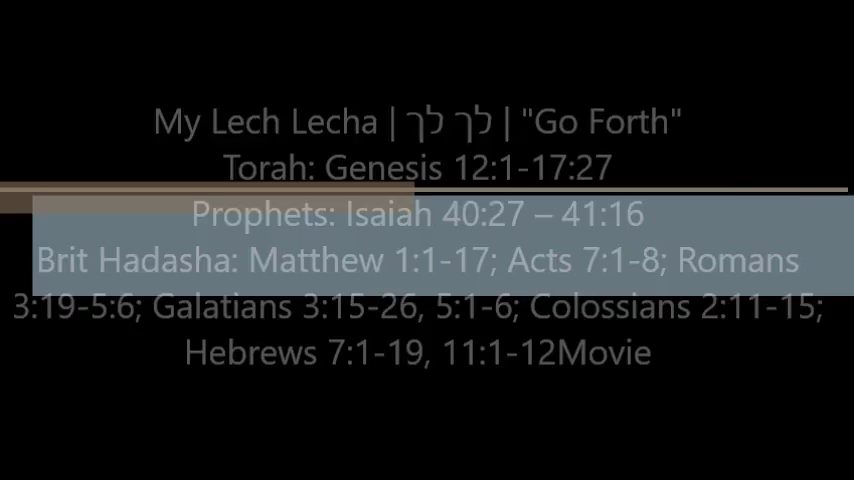 My Lech Lecha | לך לך | "Go Forth"
Torah: Genesis 12:1-17:27
Prophets: Isaiah 40:27 – 41:16
Brit Hadasha: Matthew 1:1-17; Acts 7:1-8; Romans
3:19-5:6; Galatians 3:15-26, 5:1-6; Colossians 2:11-15;
Hebrews 7:1-19, 11:1-12Movie